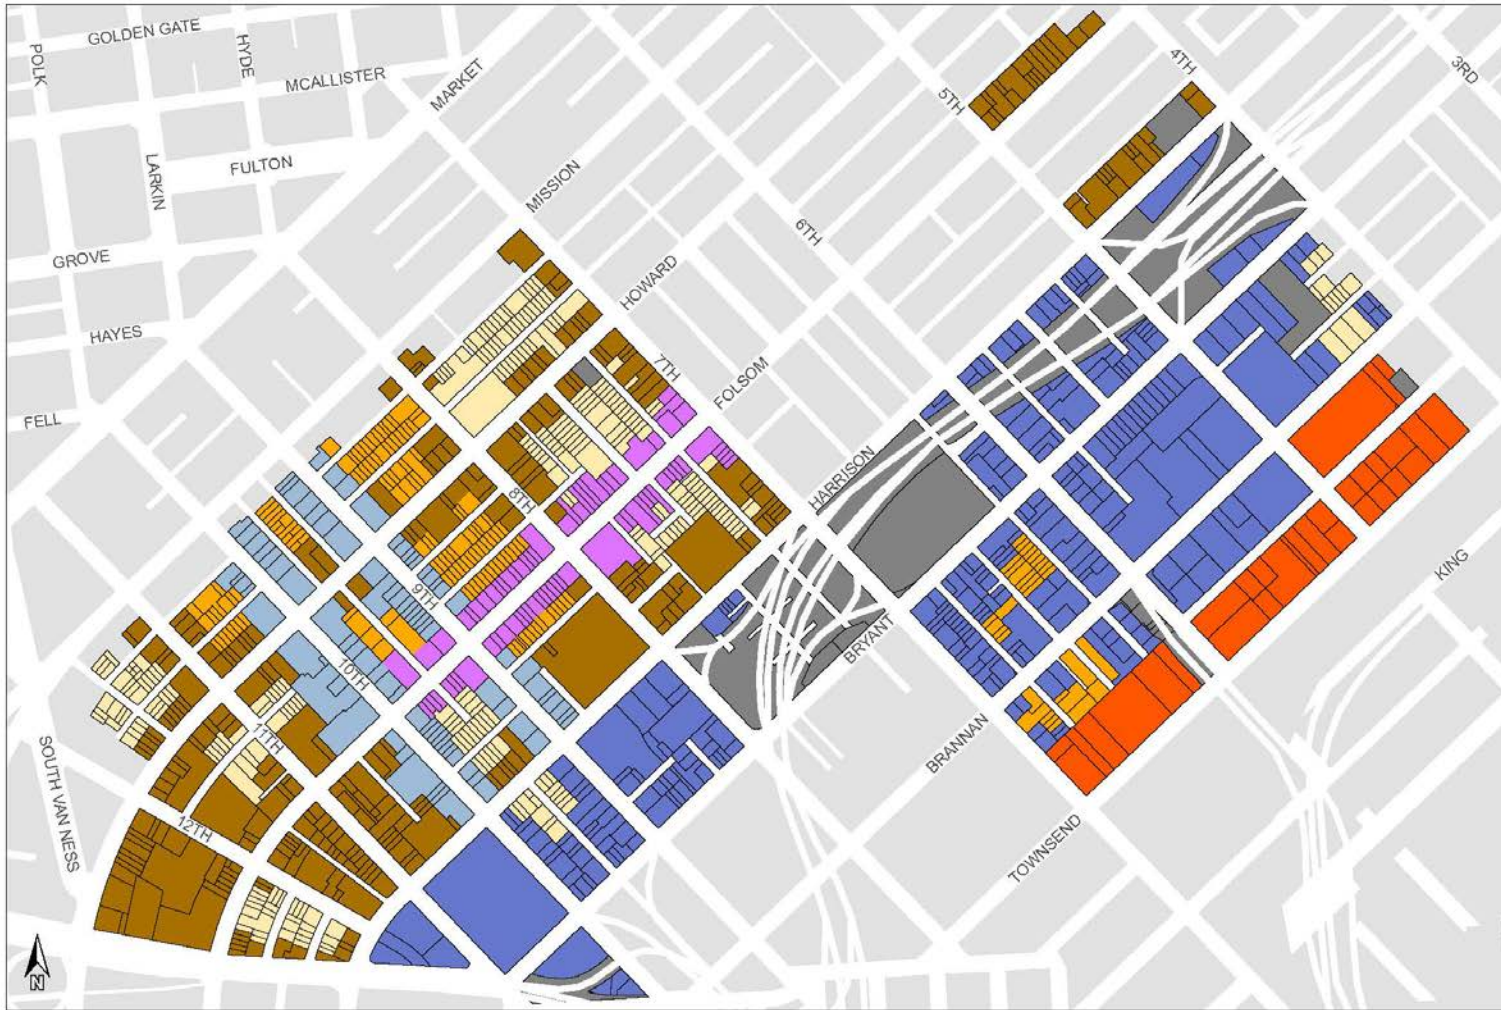 GOLDEN GATE
POLK
HYDE
MCALLISTER
MARKET
4TH
3RD
5TH
LARKIN
FULTON
MISSION
6TH
GROVE
HOWARD
HAYES
7TH
FOLSOM
FELL
HARRISON
8TH
9TH
KING
BRYANT
10TH
11TH
BRANNAN
SOUTH VAN NESS
12TH
TOWNSEND
N